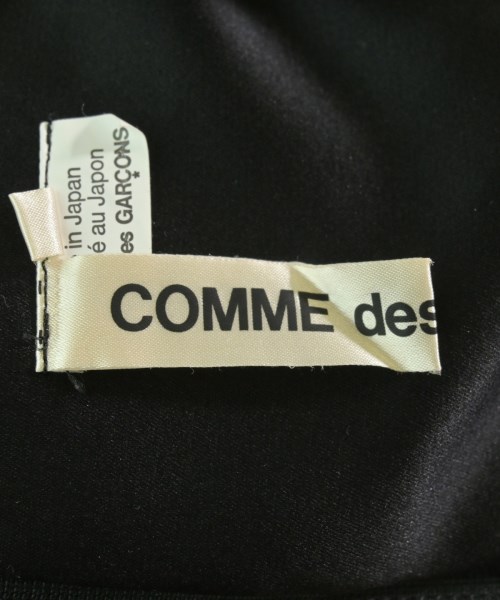 COMME des
in Japan
é au Japon
es GARÇONS